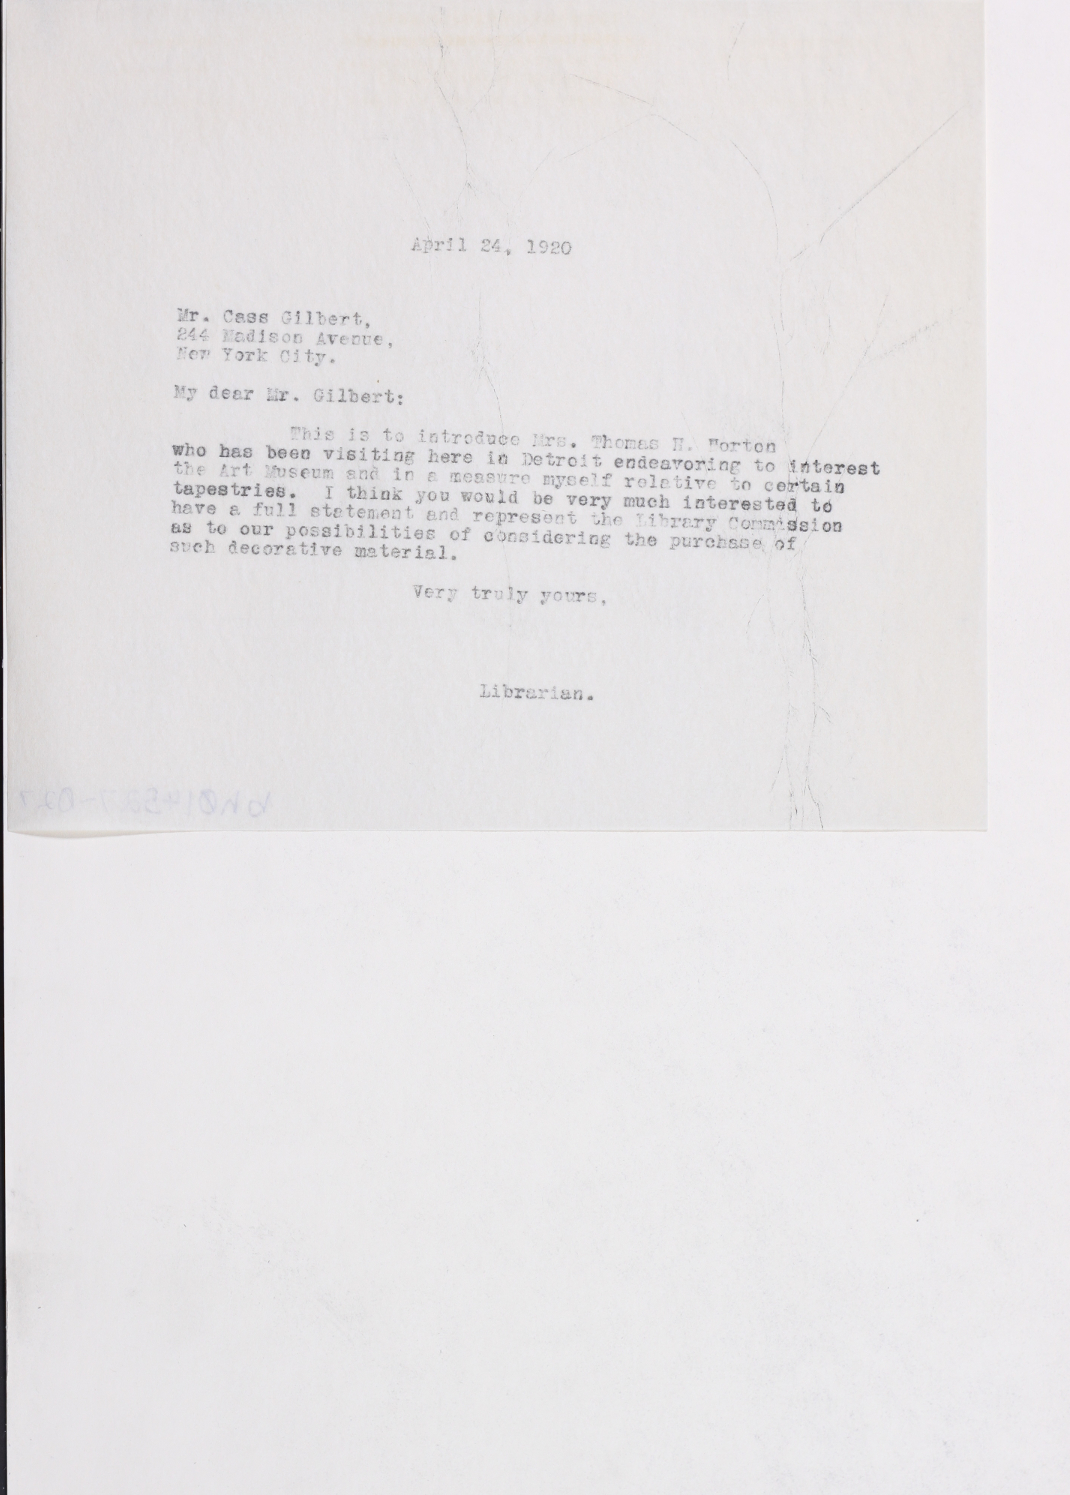 April 24, 1920
Mr. Cass Gilbert,
244 Madison Avenue,
New York City.
My dear Mr. Gilbert:
This is to introduce Mrs. Thomas H.
who has been visiting here in Detroit endeavoring to interest
the Art Museum and in a measure myself relative to certain
tapestries. I think you would be very much interested to
have a full statement and represent the Library Commission
as to our possibilities of considering the purchase of
such decorative material.
Very truly yours,
Librarian.